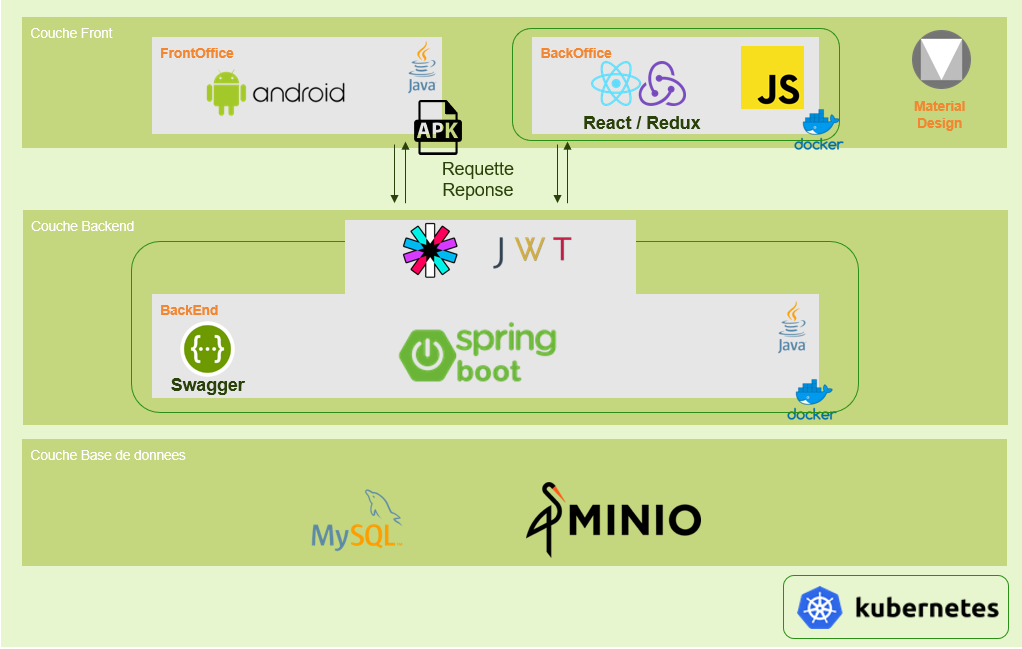 Couche Front
FrontOffice
android
Java
APK
BackOffice
JS
React / Redux
docker
Material
Design
Requette
Reponse
Couche Backend
JWT
BackEnd
Swagger
spring
boot
Java
docker
Couche Base de donnees
MySQL
MINIO
kubernetes